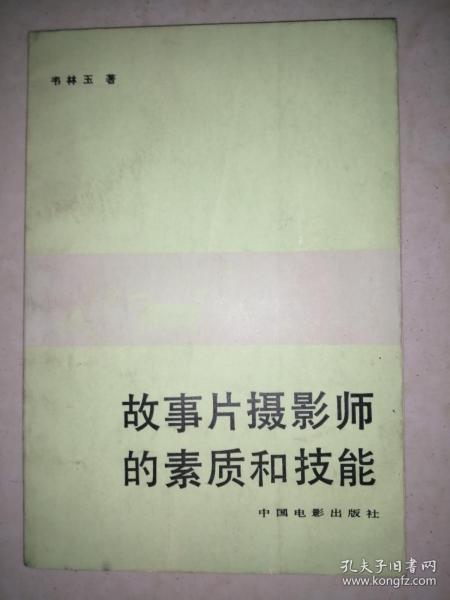 韦林玉 著
故事片摄影师
的素质和技能
中国电影出版社
孔夫子旧书网
www.kongfz.com